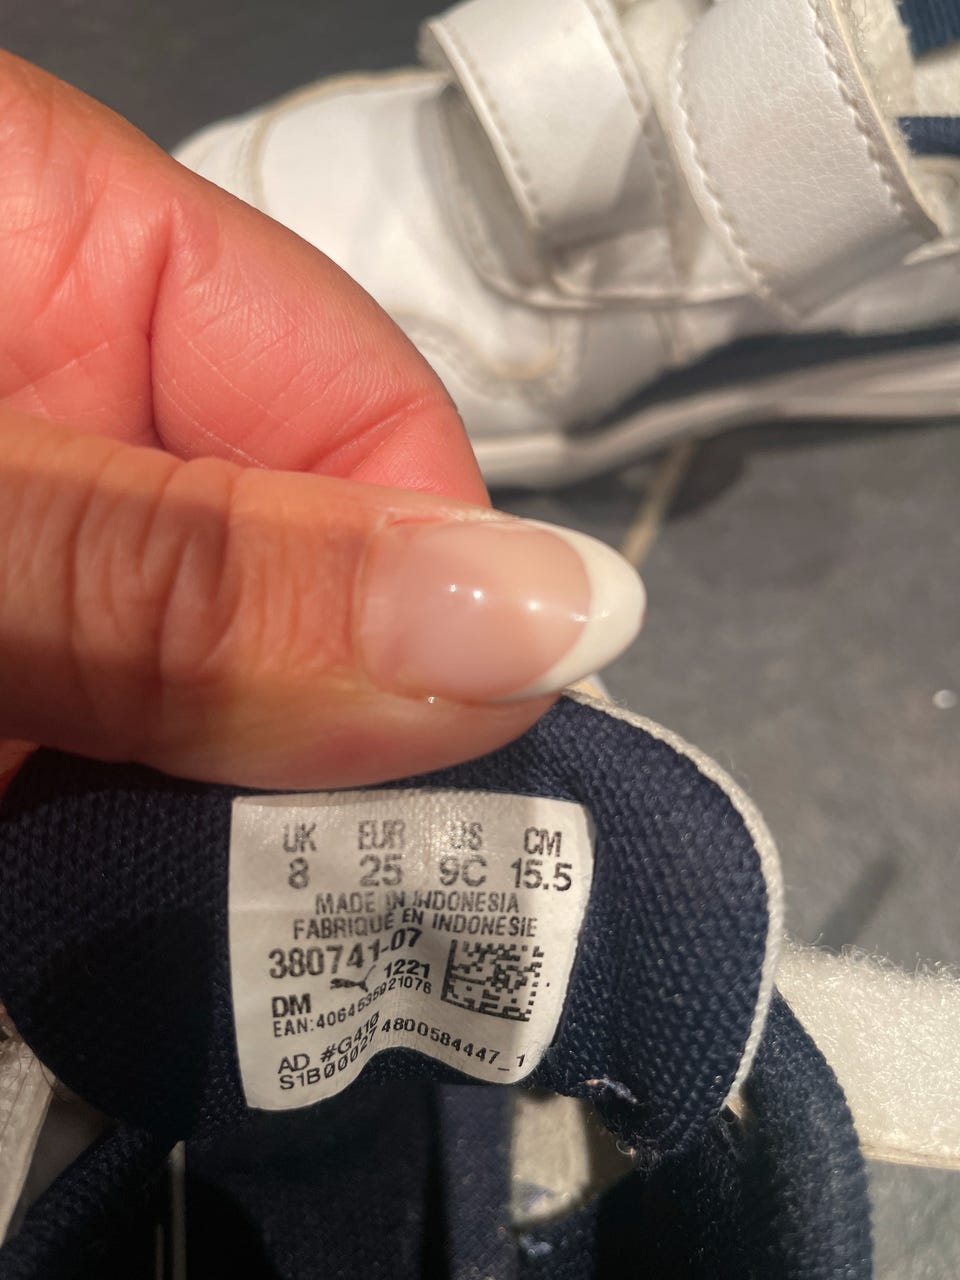 UK EUR US CM
8 25 9C 15.5
MADE IN INDONESIA
FABRIQUE EN INDONESIE
380741-07
1221
DM
EAN:4064535921076
AD #G410
S1B00027 4800584447_1